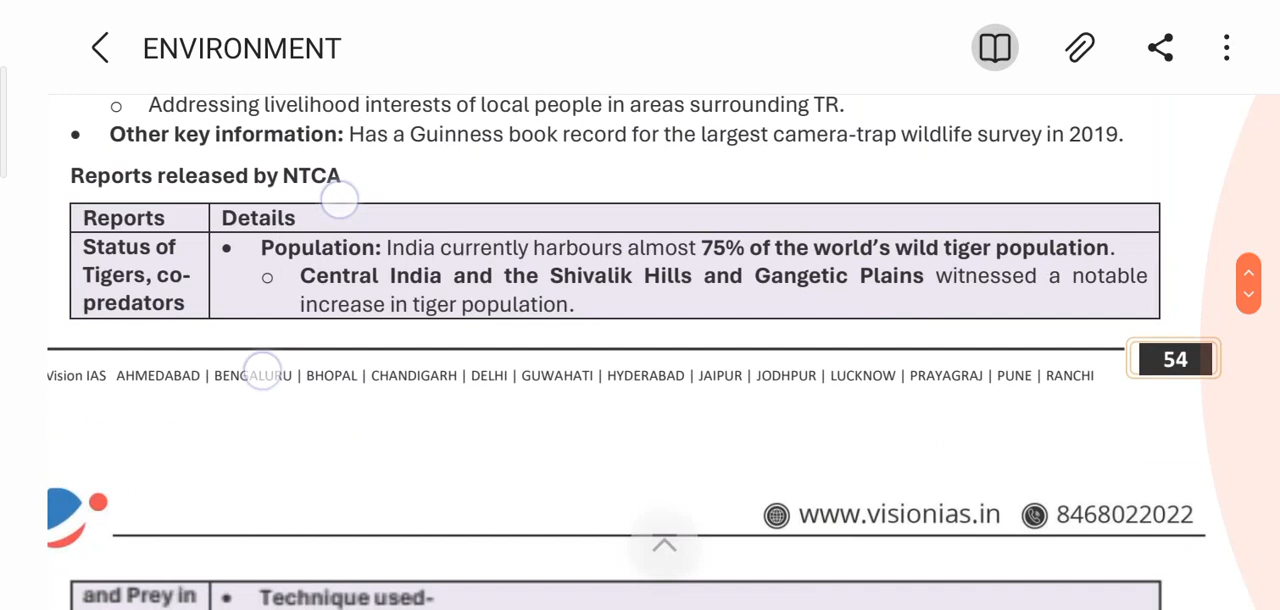 ENVIRONMENT
o Addressing livelihood interests of local people in areas surrounding TR.
• Other key information: Has a Guinness book record for the largest camera-trap wildlife survey in 2019.
Reports released by NTCA
Reports Details
Status of Tigers, co-predators
• Population: India currently harbours almost 75% of the world’s wild tiger population.
o Central India and the Shivalik Hills and Gangetic Plains witnessed a notable
increase in tiger population.
54
Vision IAS AHMEDABAD | BENGALURU | BHOPAL | CHANDIGARH | DELHI | GUWAHATI | HYDERABAD | JAIPUR | JODHPUR | LUCKNOW | PRAYAGRAJ | PUNE | RANCHI
www.visionias.in 8468022022
and Prey in • Technique used-